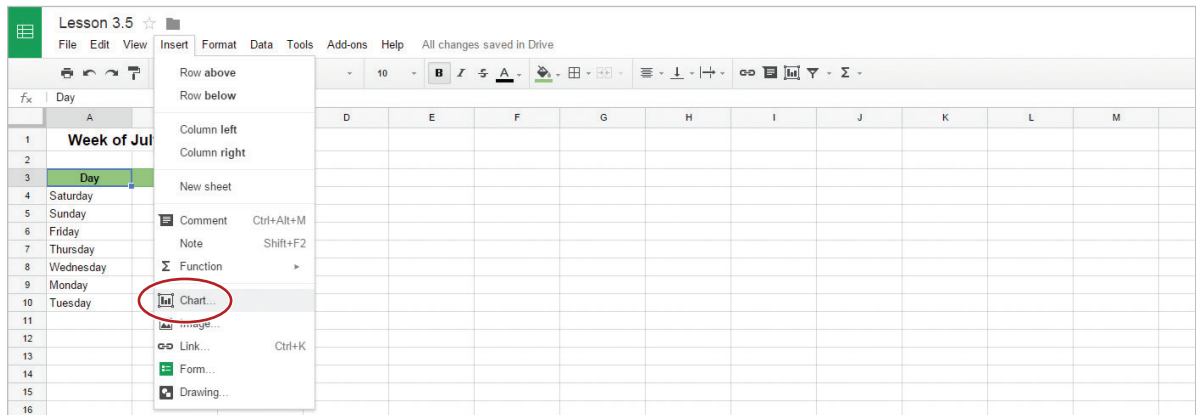 Lesson 3.5
File Edit View Insert Format Data Tools Add-ons Help All changes saved in Drive
10 B I S A Σ
fx Day
A D E F G H I J K L M
1 Week of Jul
2
3 Day
4 Saturday
5 Sunday
6 Friday
7 Thursday
8 Wednesday
9 Monday
10 Tuesday
11
12
13
14
15
16
Row above
Row below
Column left
Column right
New sheet
Comment Ctrl+Alt+M
Note Shift+F2
Σ Function
Chart...
Image...
Link... Ctrl+K
Form...
Drawing...